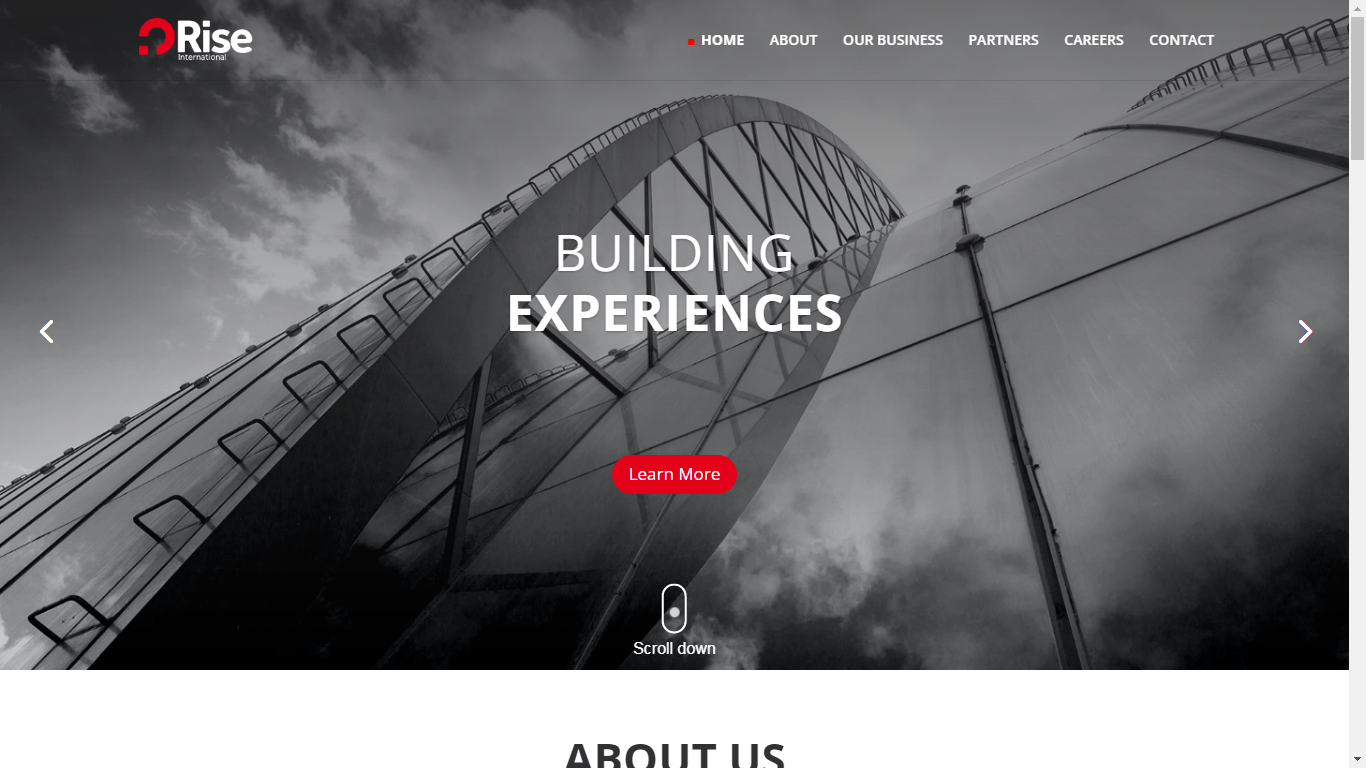 Rise
International
HOME ABOUT OUR BUSINESS PARTNERS CAREERS CONTACT
BUILDING
EXPERIENCES
Learn More
Scroll down
ABOUT US